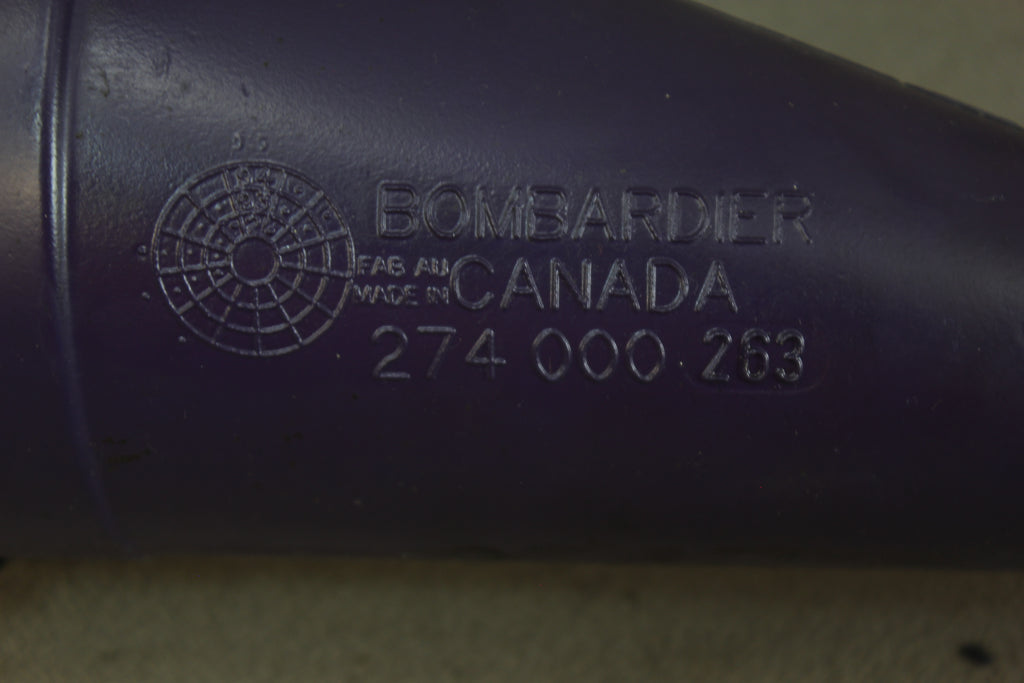 BOMBARDIER
FAB AU
MADE IN CANADA
274 000 263